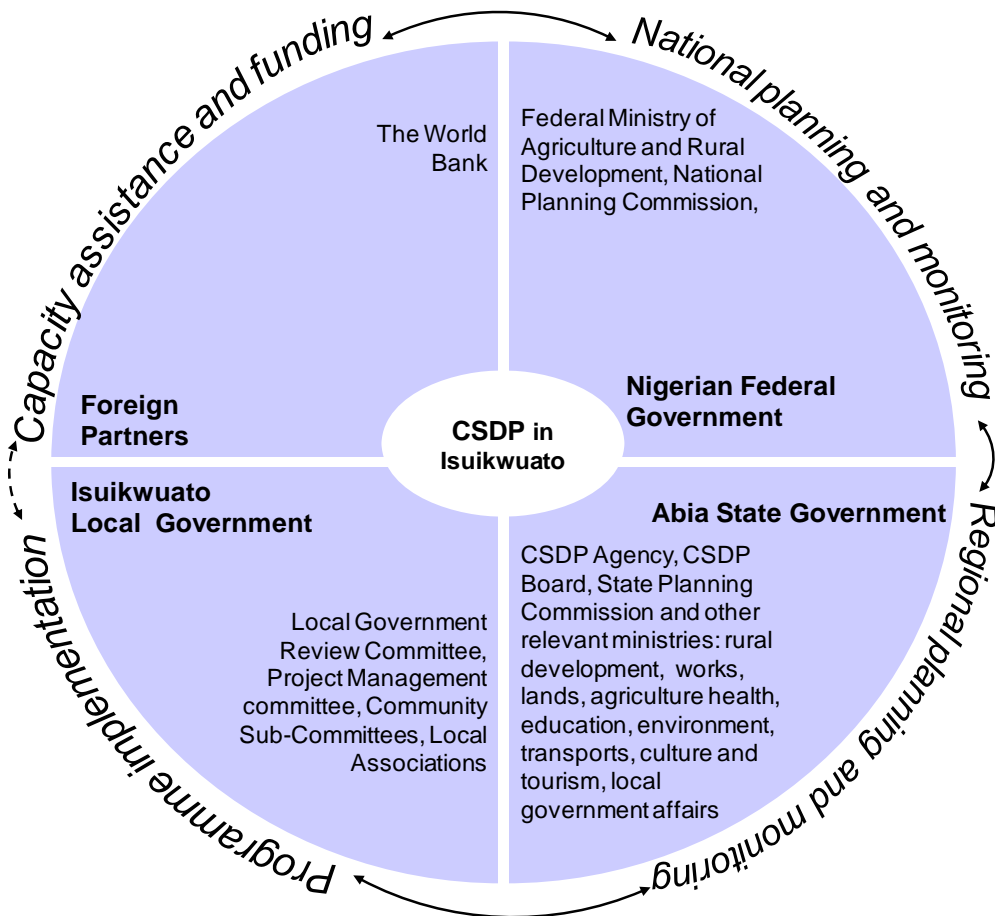 Capacity assistance and funding
National planning and monitoring
The World
Bank
Federal Ministry of
Agriculture and Rural
Development, National
Planning Commission,
Foreign
Partners
Nigerian Federal
Government
CSDP in
Isuikwuato
Isuikwuato
Local Government
Abia State Government
Local Government
Review Committee,
Project Management
committee, Community
Sub-Committees, Local
Associations
CSDP Agency, CSDP
Board, State Planning
Commission and other
relevant ministries: rural
development, works,
lands, agriculture health,
education, environment,
transports, culture and
tourism, local
government affairs
Programme implementation
Regional planning and monitoring